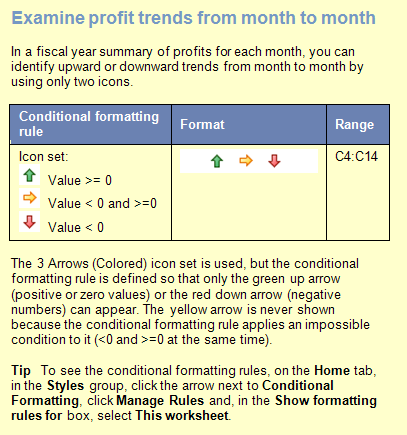 Examine profit trends from month to month
In a fiscal year summary of profits for each month, you can
identify upward or downward trends from month to month by
using only two icons.
Conditional formatting
rule
Format
Range
Icon set:
Value >= 0
Value < 0 and >=0
Value < 0
C4:C14
The 3 Arrows (Colored) icon set is used, but the conditional
formatting rule is defined so that only the green up arrow
(positive or zero values) or the red down arrow (negative
numbers) can appear. The yellow arrow is never shown
because the conditional formatting rule applies an impossible
condition to it (<0 and >=0 at the same time).
Tip To see the conditional formatting rules, on the Home tab,
in the Styles group, click the arrow next to Conditional
Formatting, click Manage Rules and, in the Show formatting
rules for box, select This worksheet.